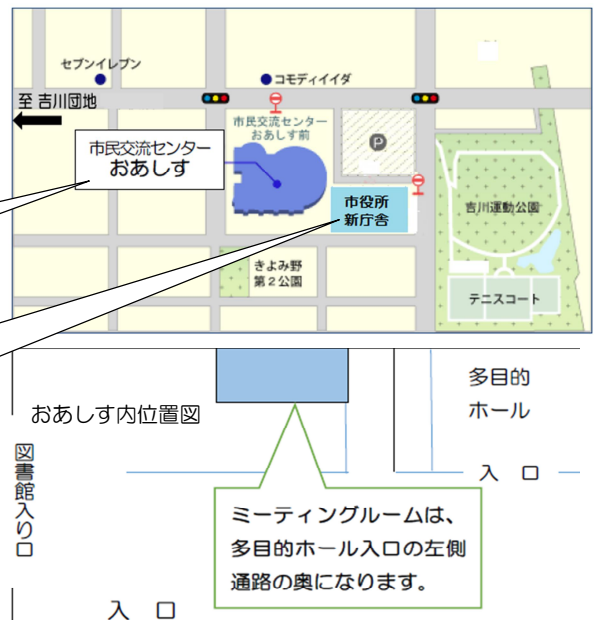 セブンイレブン
コモディイイダ
至 吉川団地
市民交流センター
おあしす前
市民交流センター
おあしす
P
市役所
新庁舎
吉川運動公園
きよみ野
第2公園
テニスコート
おあしす内位置図
多目的
ホール
図書館入り口
入 口
ミーティングルームは、
多目的ホール入口の左側
通路の奥になります。
入 口